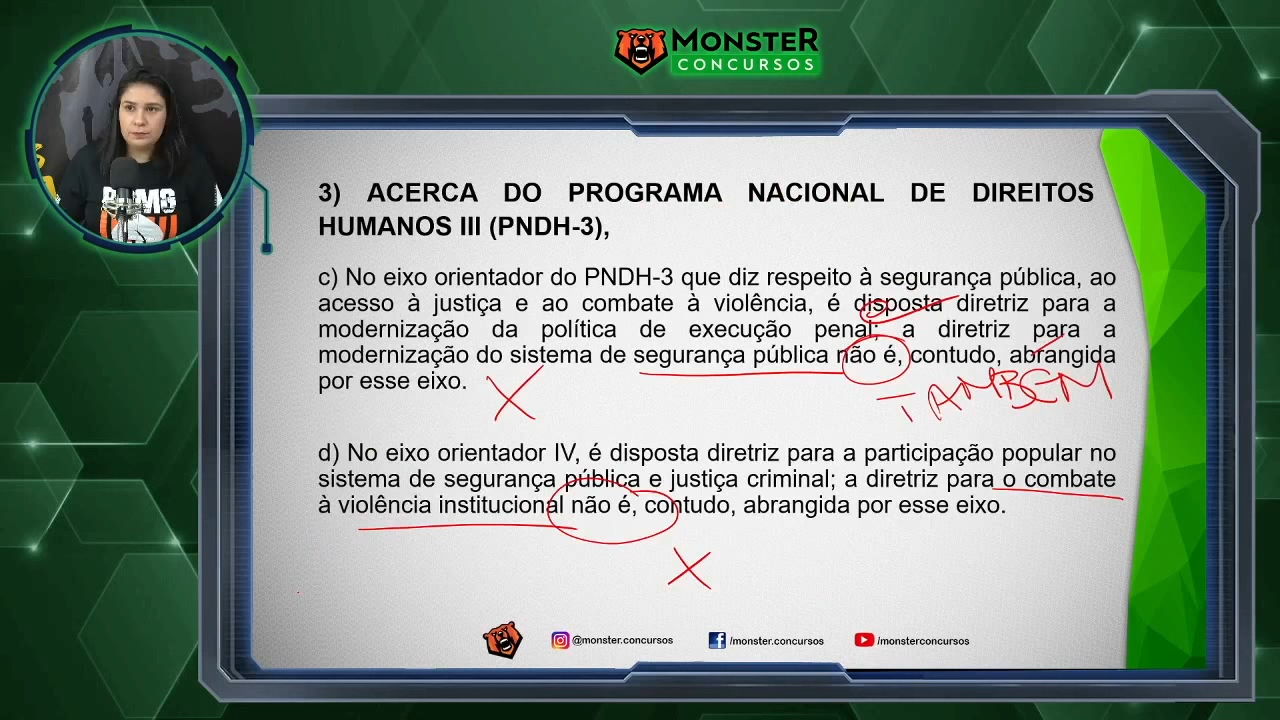 MONSTER
CONCURSOS
3) ACERCA DO PROGRAMA NACIONAL DE DIREITOS
HUMANOS III (PNDH-3),
c) No eixo orientador do PNDH-3 que diz respeito à segurança pública, ao
acesso à justiça e ao combate à violência, é disposta diretriz para a
modernização da política de execução penal; a diretriz para a
modernização do sistema de segurança pública não é, contudo, abrangida
por esse eixo.
TAMBEM
d) No eixo orientador IV, é disposta diretriz para a participação popular no
sistema de segurança pública e justiça criminal; a diretriz para o combate
à violência institucional não é, contudo, abrangida por esse eixo.
@monster.concursos /monster.concursos /monsterconcursos